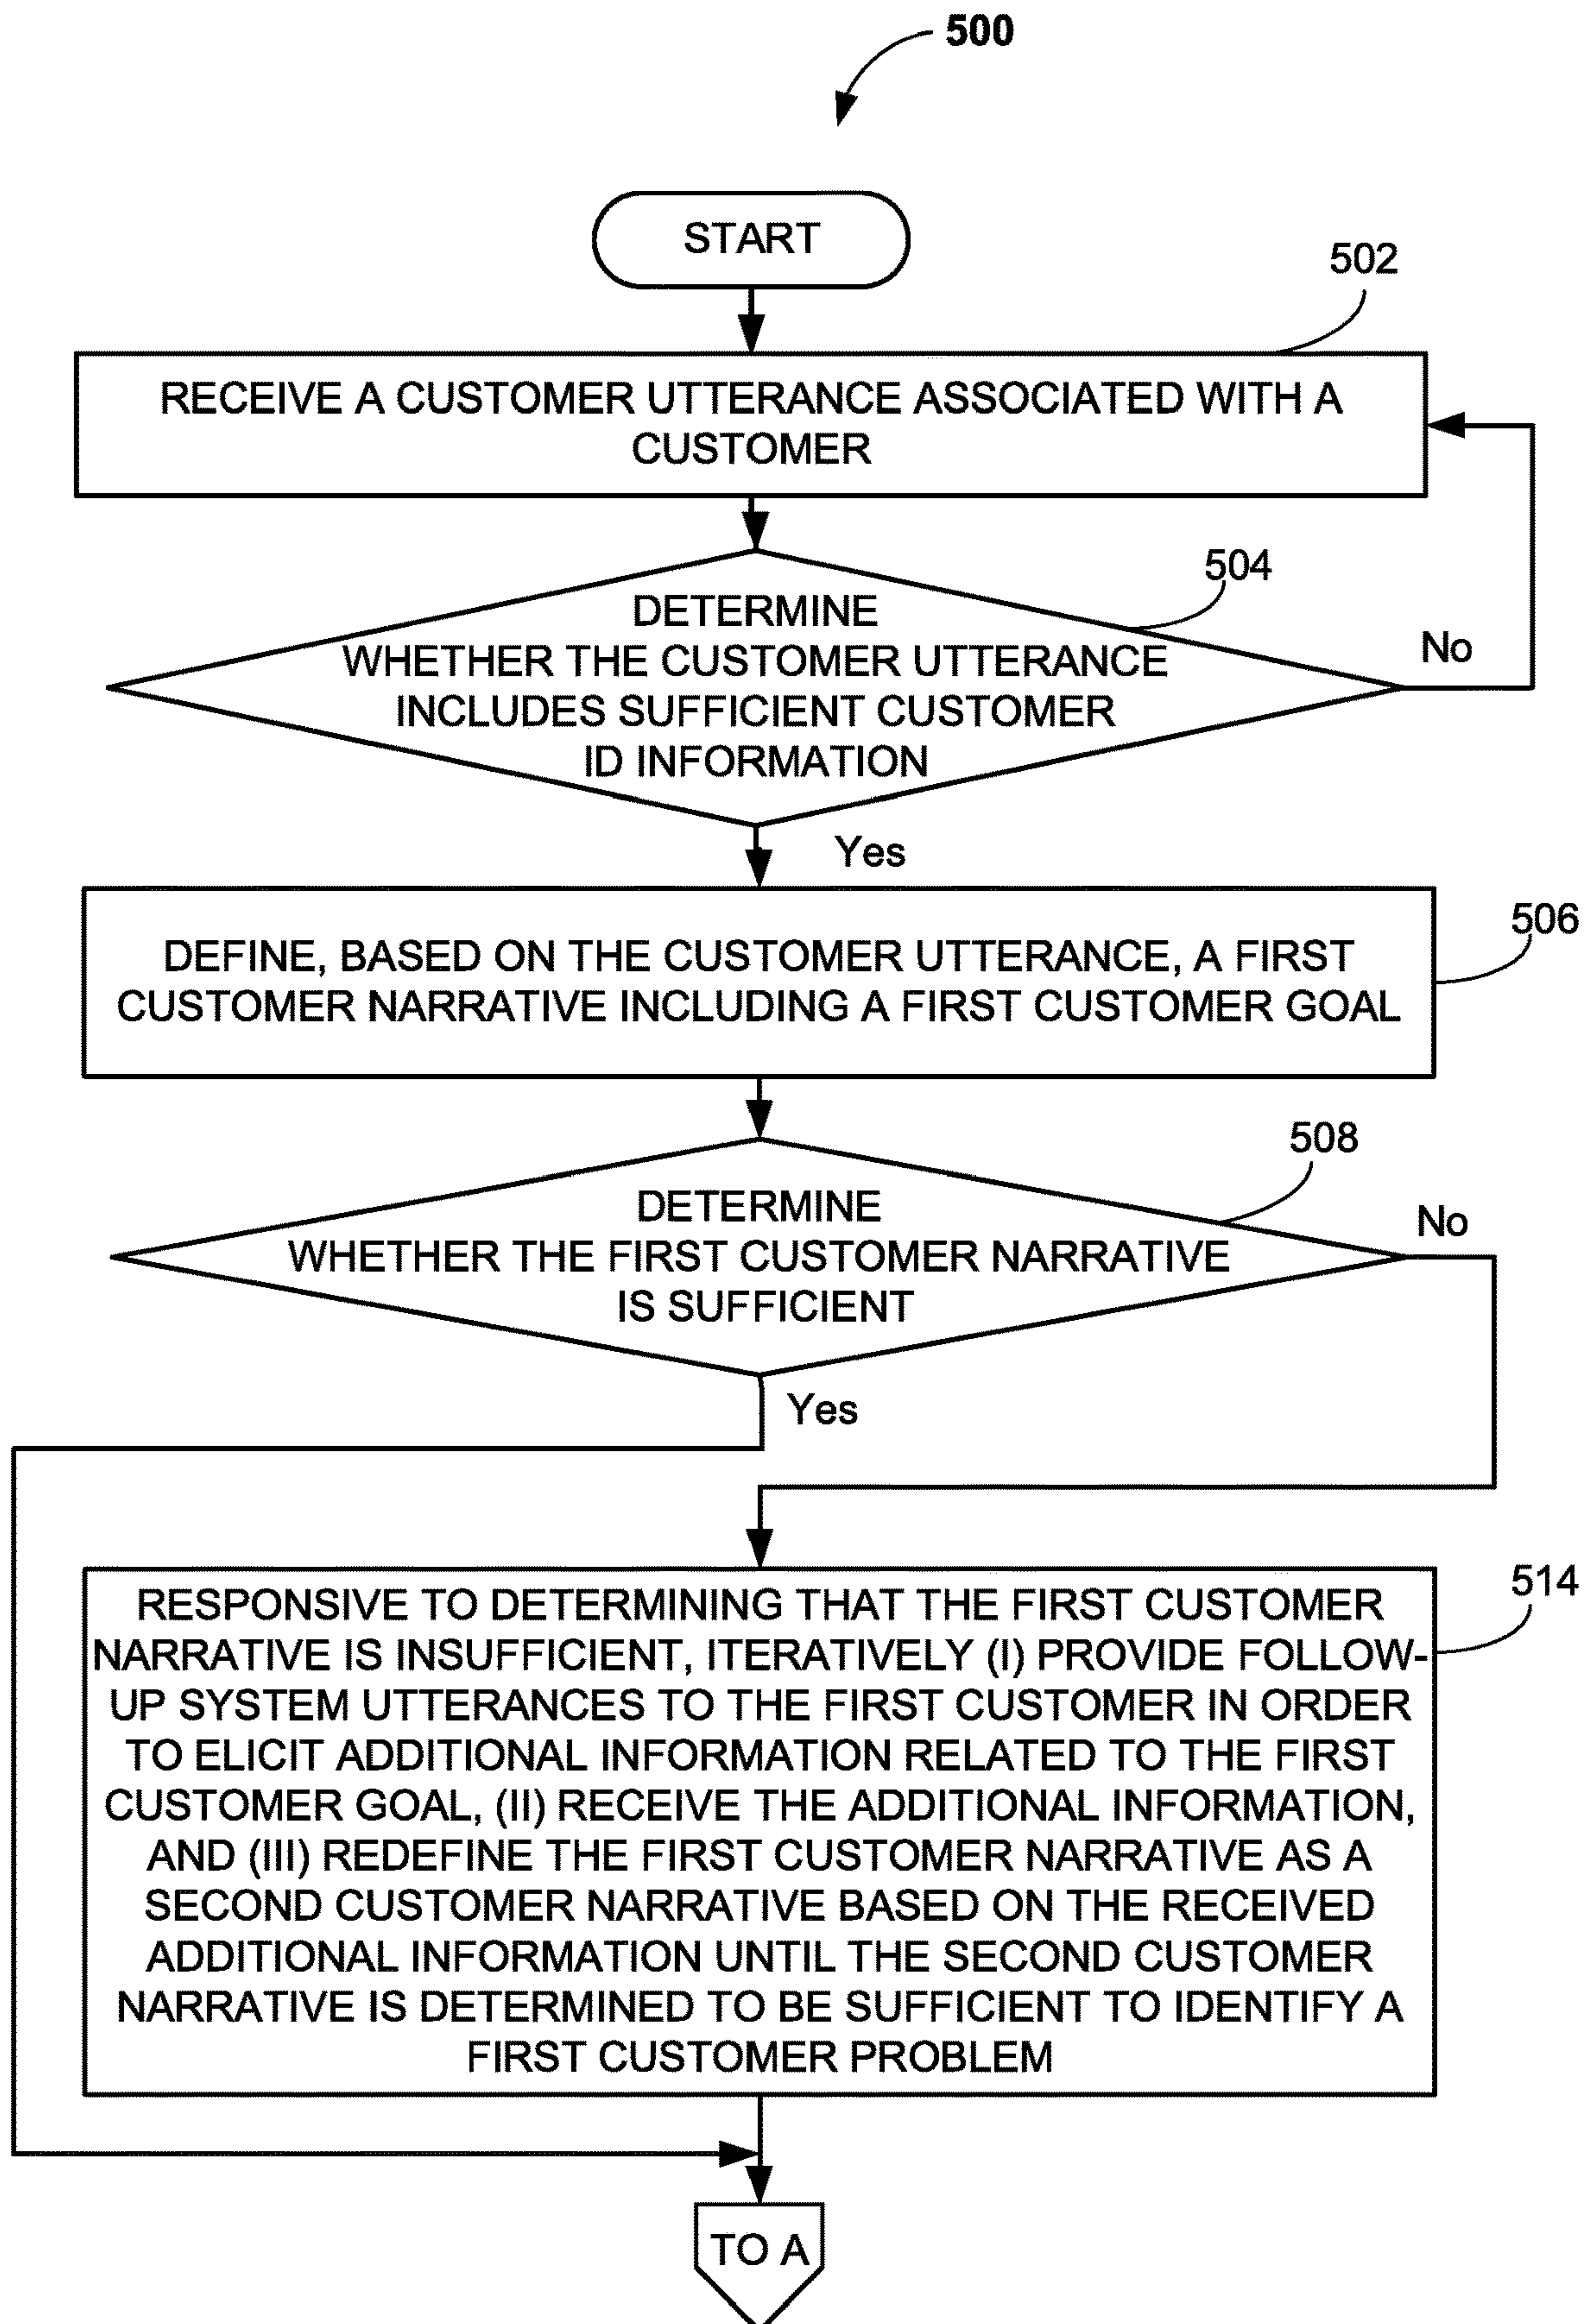 500
START
502
RECEIVE A CUSTOMER UTTERANCE ASSOCIATED WITH A
CUSTOMER
504
DETERMINE
WHETHER THE CUSTOMER UTTERANCE
INCLUDES SUFFICIENT CUSTOMER
ID INFORMATION
No
Yes
506
DEFINE, BASED ON THE CUSTOMER UTTERANCE, A FIRST
CUSTOMER NARRATIVE INCLUDING A FIRST CUSTOMER GOAL
508
DETERMINE
WHETHER THE FIRST CUSTOMER NARRATIVE
IS SUFFICIENT
No
Yes
514
RESPONSIVE TO DETERMINING THAT THE FIRST CUSTOMER
NARRATIVE IS INSUFFICIENT, ITERATIVELY (I) PROVIDE FOLLOW-
UP SYSTEM UTTERANCES TO THE FIRST CUSTOMER IN ORDER
TO ELICIT ADDITIONAL INFORMATION RELATED TO THE FIRST
CUSTOMER GOAL, (II) RECEIVE THE ADDITIONAL INFORMATION,
AND (III) REDEFINE THE FIRST CUSTOMER NARRATIVE AS A
SECOND CUSTOMER NARRATIVE BASED ON THE RECEIVED
ADDITIONAL INFORMATION UNTIL THE SECOND CUSTOMER
NARRATIVE IS DETERMINED TO BE SUFFICIENT TO IDENTIFY A
FIRST CUSTOMER PROBLEM
TO A